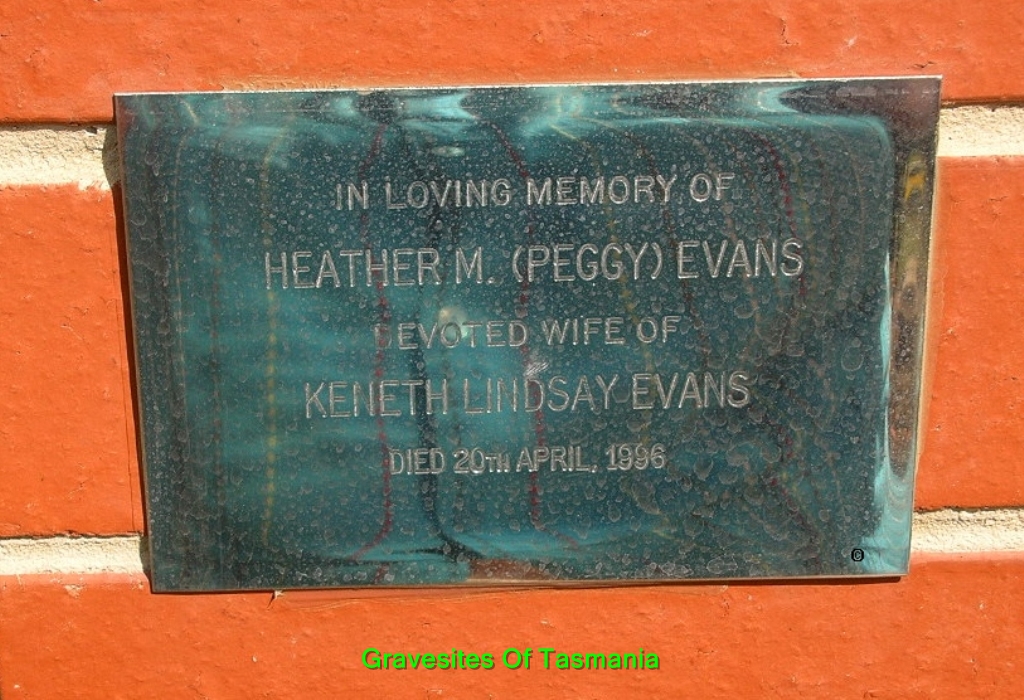 IN LOVING MEMORY OF
HEATHER M. (PEGGY) EVANS
DEVOTED WIFE OF
KENETH LINDSAY EVANS
DIED 20TH APRIL, 1996
Gravesites Of Tasmania